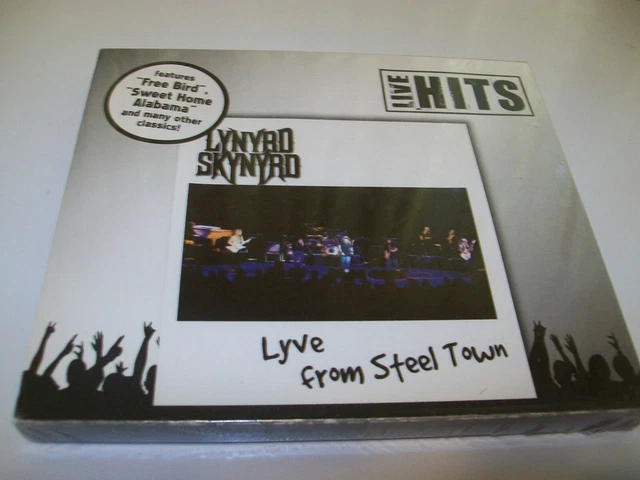 features
"Free Bird",
"Sweet Home
Alabama"
and many other
classics!
LIVE
HITS
LYNYRD
SKYNYRD
Lyve
from Steel Town